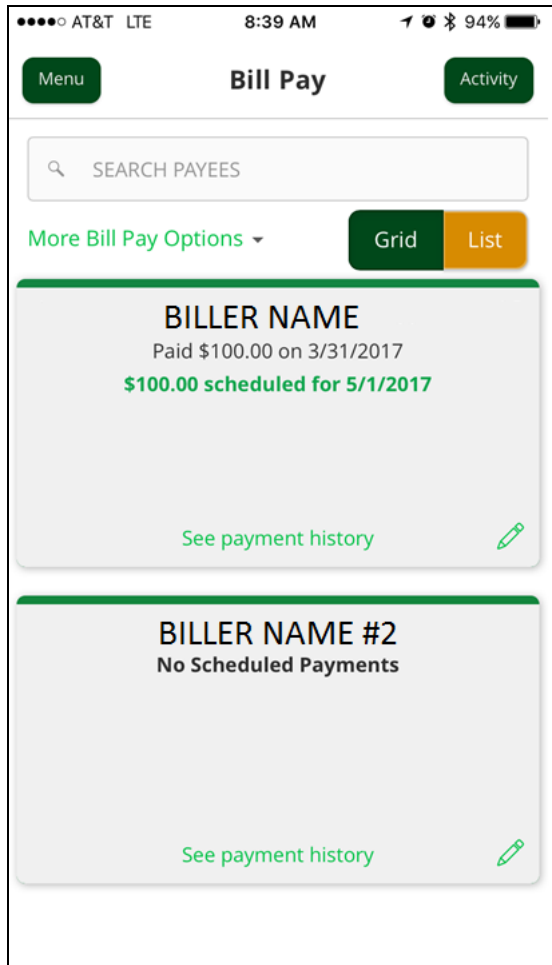 AT&T LTE 8:39 AM 94%
Menu Bill Pay Activity
SEARCH PAYEES
More Bill Pay Options Grid List
BILLER NAME
Paid $100.00 on 3/31/2017
$100.00 scheduled for 5/1/2017
See payment history
BILLER NAME #2
No Scheduled Payments
See payment history